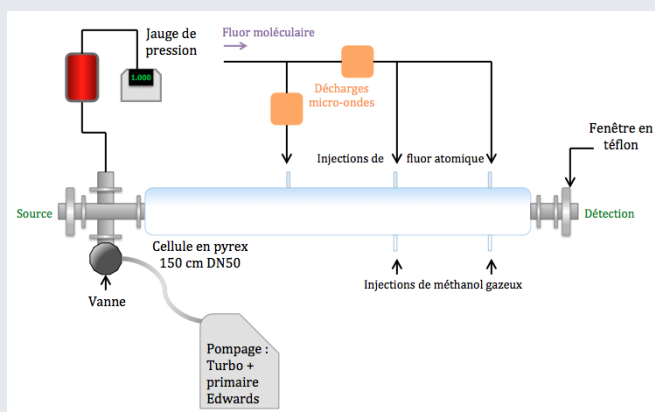 Jauge de
pression
1.000
Fluor moléculaire
Décharges
micro-ondes
Fenêtre en
téflon
Injections de fluor atomique
Source
Détection
Cellule en pyrex
150 cm DN50
Injections de méthanol gazeux
Vanne
Pompage :
Turbo +
primaire
Edwards